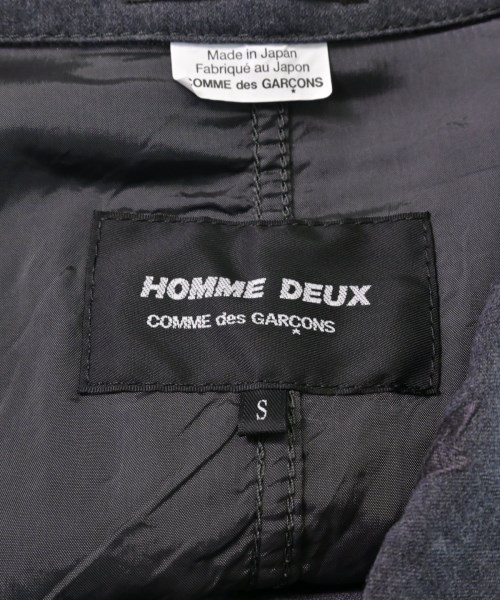 Made in Japan
Fabriqué au Japon
COMME des GARÇONS
HOMME DEUX
COMME des GARÇONS
S